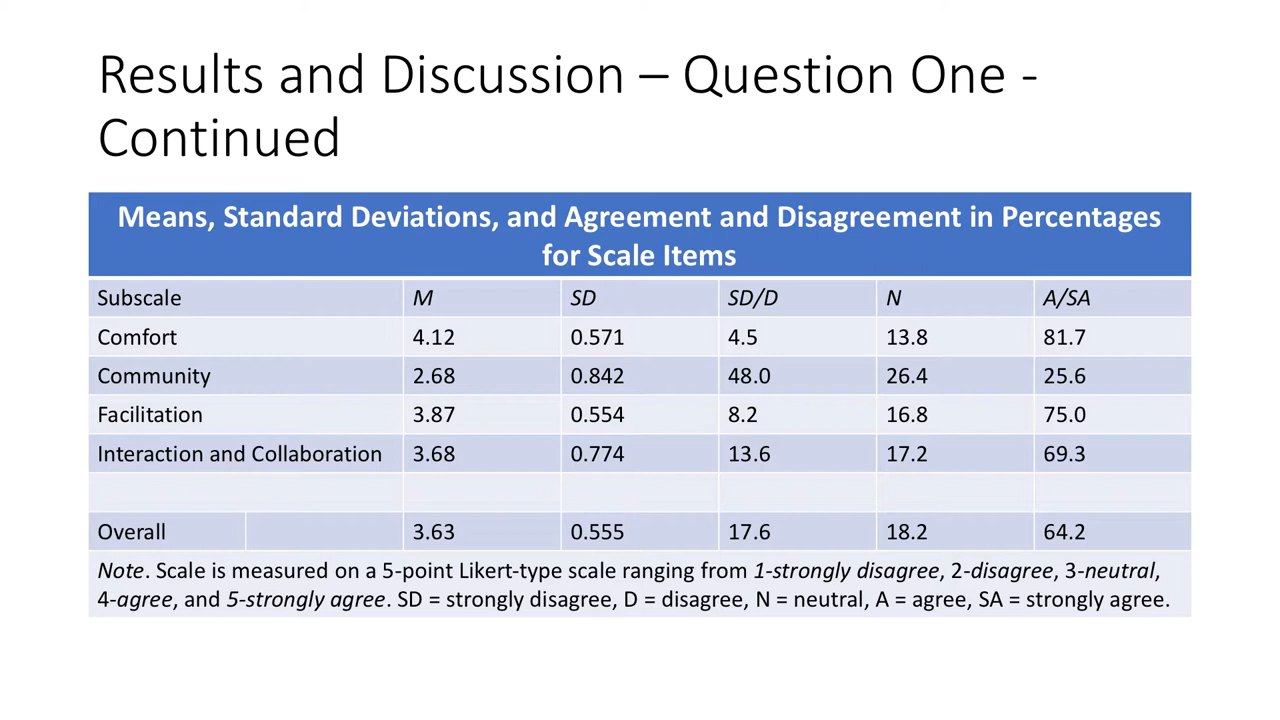 Results and Discussion – Question One -
Continued
Means, Standard Deviations, and Agreement and Disagreement in Percentages
for Scale Items
Subscale M SD SD/D N A/SA
Comfort 4.12 0.571 4.5 13.8 81.7
Community 2.68 0.842 48.0 26.4 25.6
Facilitation 3.87 0.554 8.2 16.8 75.0
Interaction and Collaboration 3.68 0.774 13.6 17.2 69.3
Overall 3.63 0.555 17.6 18.2 64.2
Note. Scale is measured on a 5-point Likert-type scale ranging from 1-strongly disagree, 2-disagree, 3-neutral,
4-agree, and 5-strongly agree. SD = strongly disagree, D = disagree, N = neutral, A = agree, SA = strongly agree.